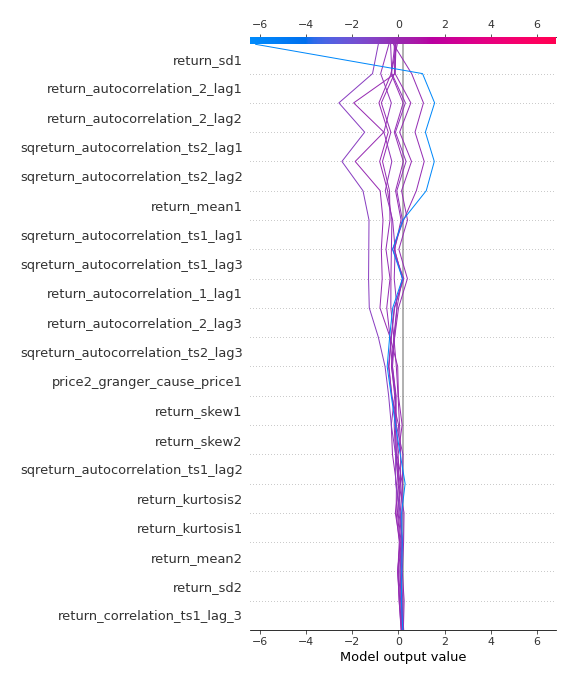 −6 −4 −2 0 2 4 6
return_sd1
return_autocorrelation_2_lag1
return_autocorrelation_2_lag2
sqreturn_autocorrelation_ts2_lag1
sqreturn_autocorrelation_ts2_lag2
return_mean1
sqreturn_autocorrelation_ts1_lag1
sqreturn_autocorrelation_ts1_lag3
return_autocorrelation_1_lag1
return_autocorrelation_2_lag3
sqreturn_autocorrelation_ts2_lag3
price2_granger_cause_price1
return_skew1
return_skew2
sqreturn_autocorrelation_ts1_lag2
return_kurtosis2
return_kurtosis1
return_mean2
return_sd2
return_correlation_ts1_lag_3
−6 −4 −2 0 2 4 6
Model output value